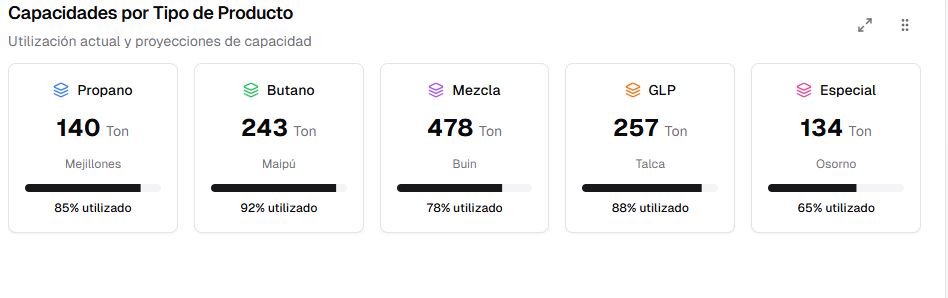 Capacidades por Tipo de Producto
Utilización actual y proyecciones de capacidad
Propano
140 Ton
Mejillones
85% utilizado
Butano
243 Ton
Maipú
92% utilizado
Mezcla
478 Ton
Buin
78% utilizado
GLP
257 Ton
Talca
88% utilizado
Especial
134 Ton
Osorno
65% utilizado